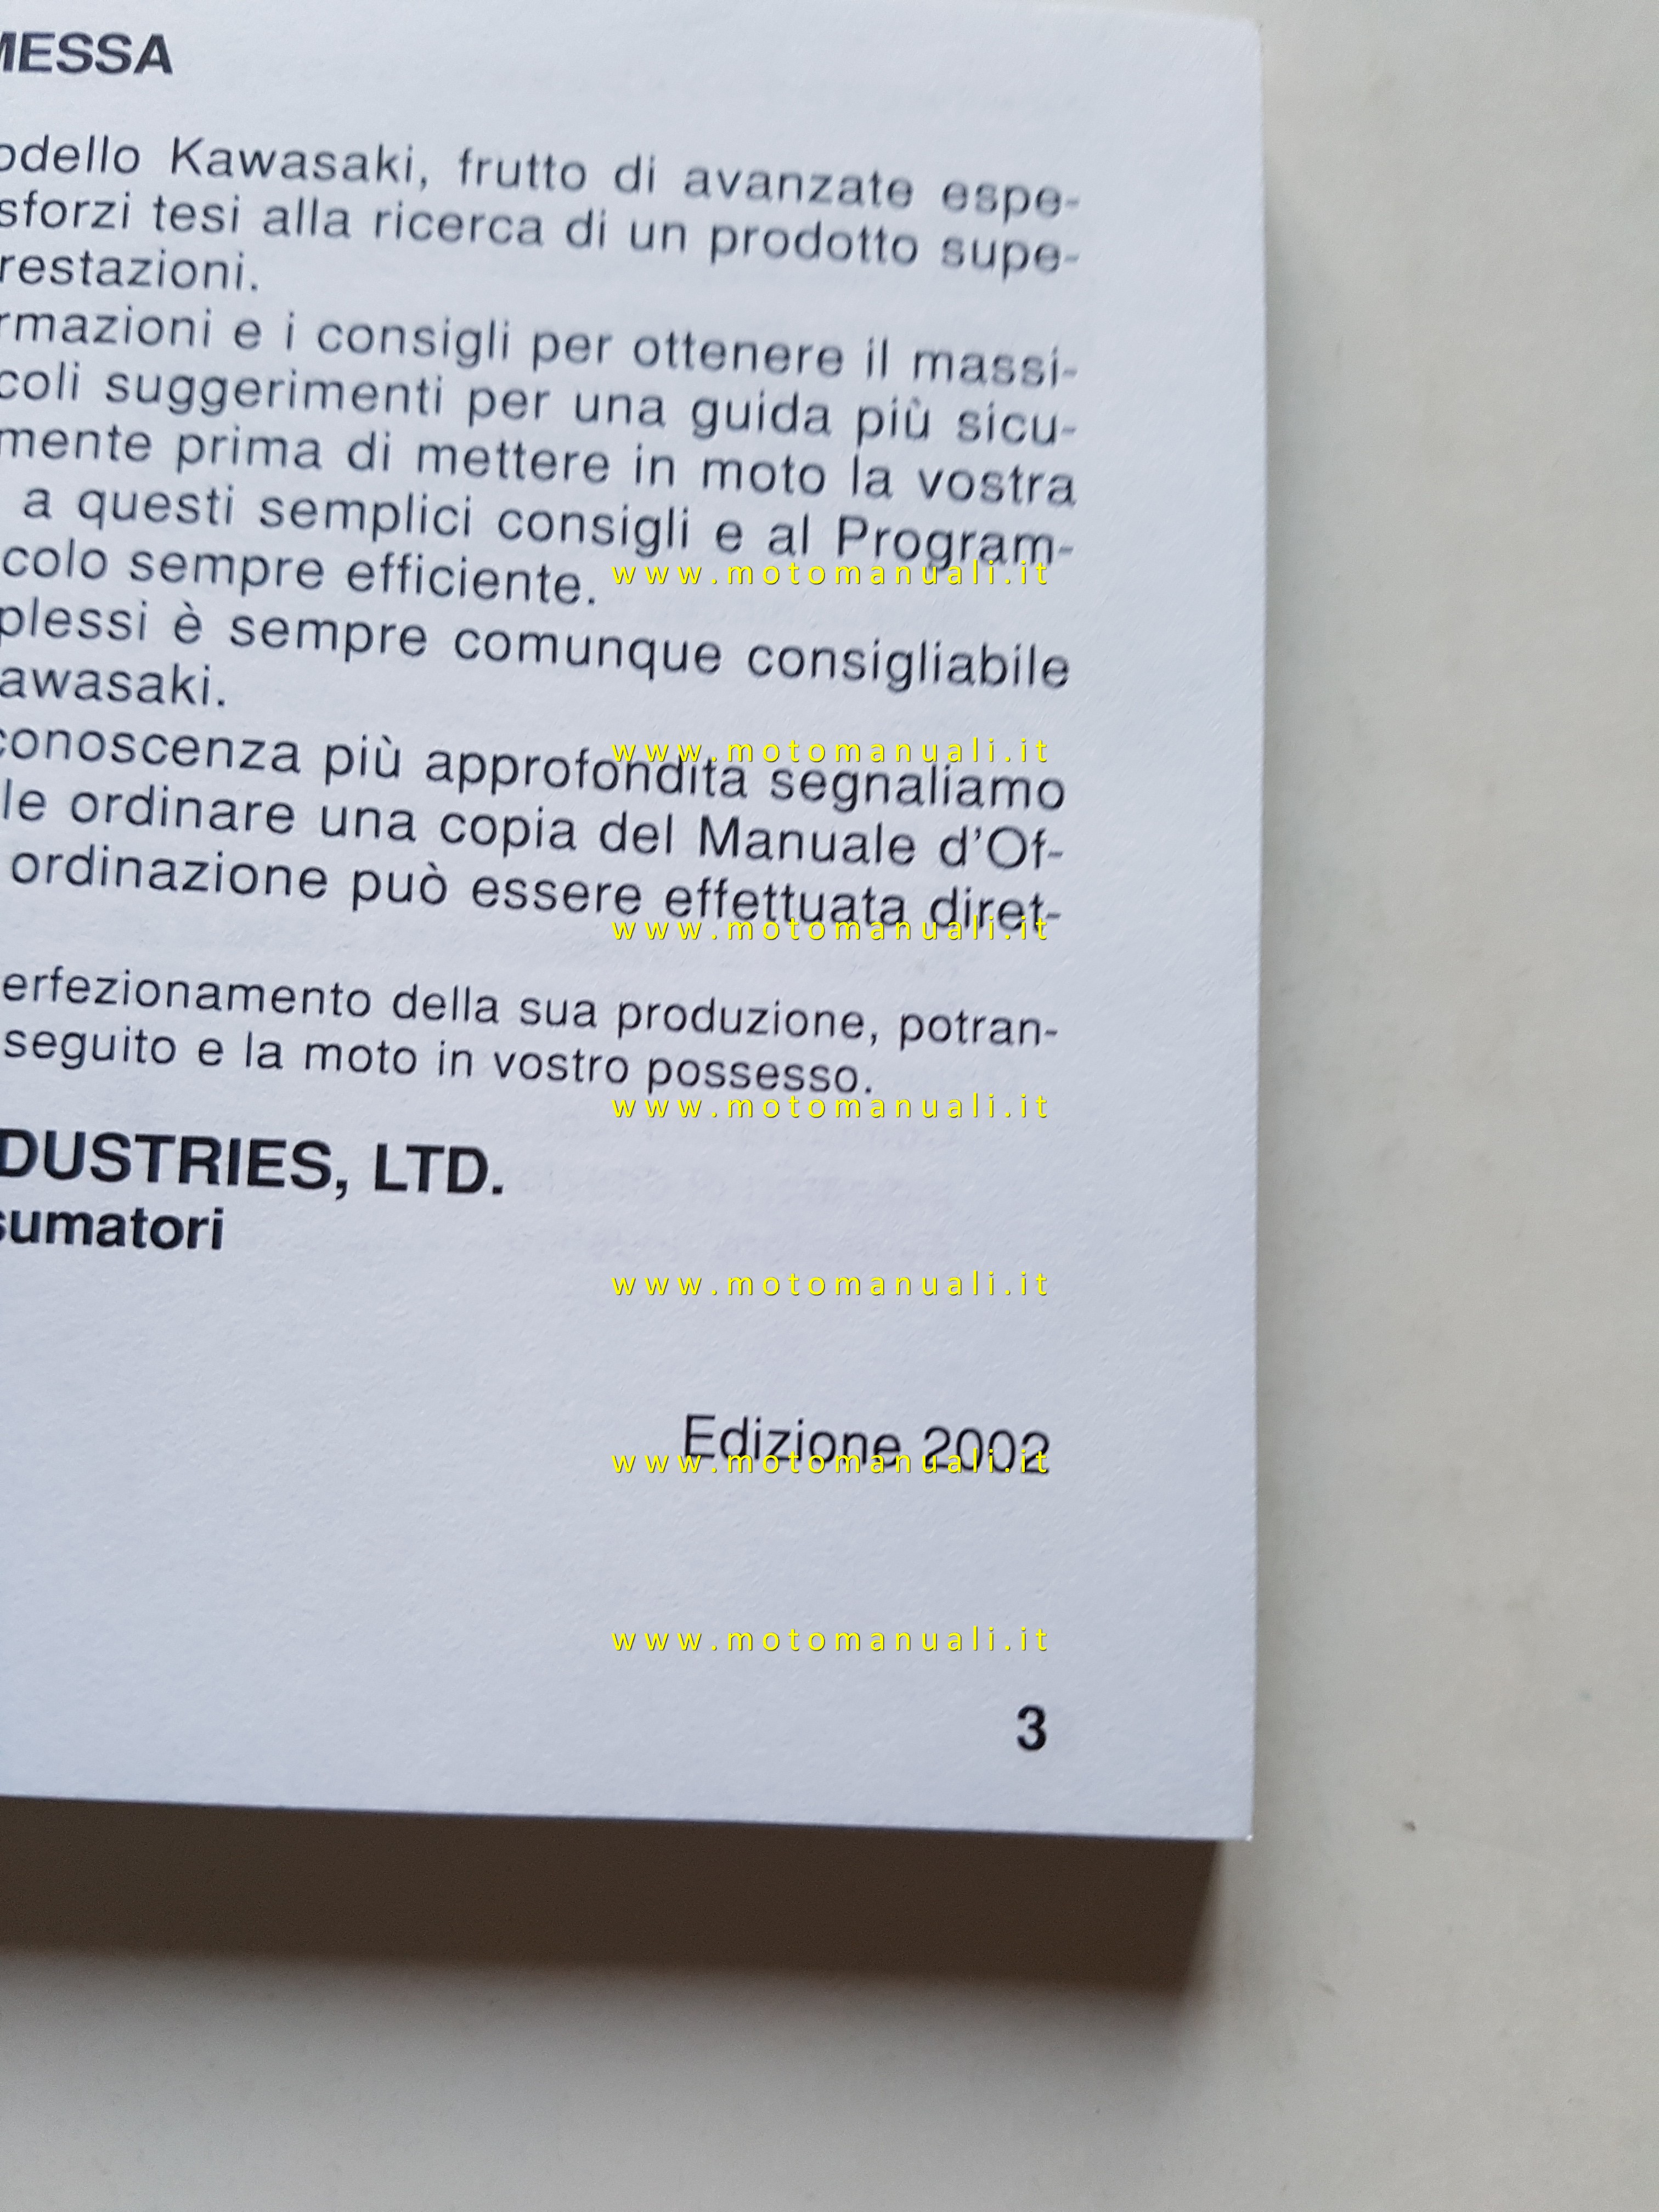 MESSA
odello Kawasaki, frutto di avanzate espe-
sforzi tesi alla ricerca di un prodotto supe-
restazioni.
rmazioni e i consigli per ottenere il massi-
coli suggerimenti per una guida più sicu-
mente prima di mettere in moto la vostra
a questi semplici consigli e al Program-
colo sempre efficiente.
www.motomanuali.it
plessi è sempre comunque consigliabile
awasaki.
conoscenza più approfondita segnaliamo
www.motomanuali.it
le ordinare una copia del Manuale d'Of-
ordinazione può essere effettuata diret-
www.motomanuali.it
erfezionamento della sua produzione, potran-
seguito e la moto in vostro possesso.
www.motomanuali.it
DUSTRIES, LTD.
sumatori
www.motomanuali.it
Edizione 2002
www.motomanuali.it
www.motomanuali.it
3